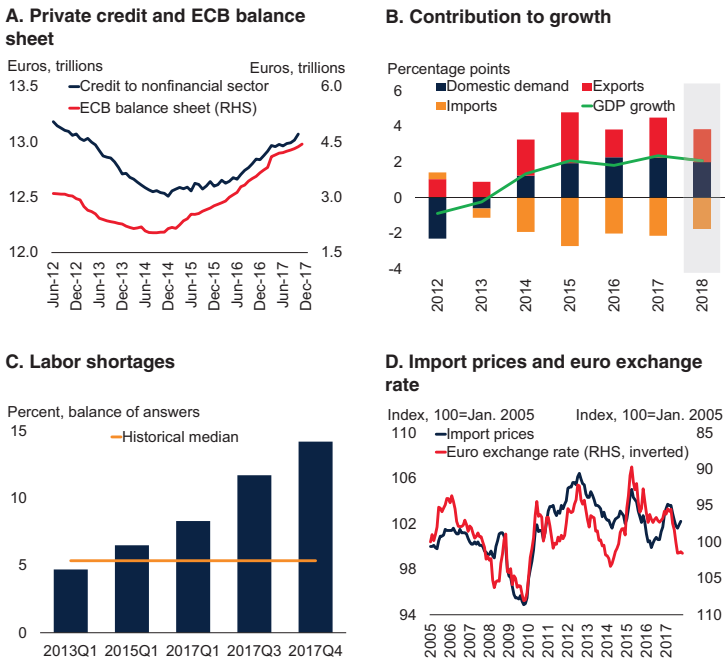 A. Private credit and ECB balance
sheet
Euros, trillions
Euros, trillions
13.5
6.0
Credit to nonfinancial sector
ECB balance sheet (RHS)
13.0
4.5
12.5
3.0
12.0
1.5
Jun-12
Dec-12
Jun-13
Dec-13
Jun-14
Dec-14
Jun-15
Dec-15
Jun-16
Dec-16
Jun-17
Dec-17
B. Contribution to growth
Percentage points
Domestic demand
Exports
Imports
GDP growth
6
4
2
0
-2
-4
2012
2013
2014
2015
2016
2017
2018
C. Labor shortages
Percent, balance of answers
Historical median
15
10
5
0
2013Q1
2015Q1
2017Q1
2017Q3
2017Q4
D. Import prices and euro exchange
rate
Index, 100=Jan. 2005
Index, 100=Jan. 2005
Import prices
Euro exchange rate (RHS, inverted)
110
106
102
98
94
85
90
95
100
105
110
2005
2006
2007
2008
2009
2010
2011
2012
2013
2014
2015
2016
2017